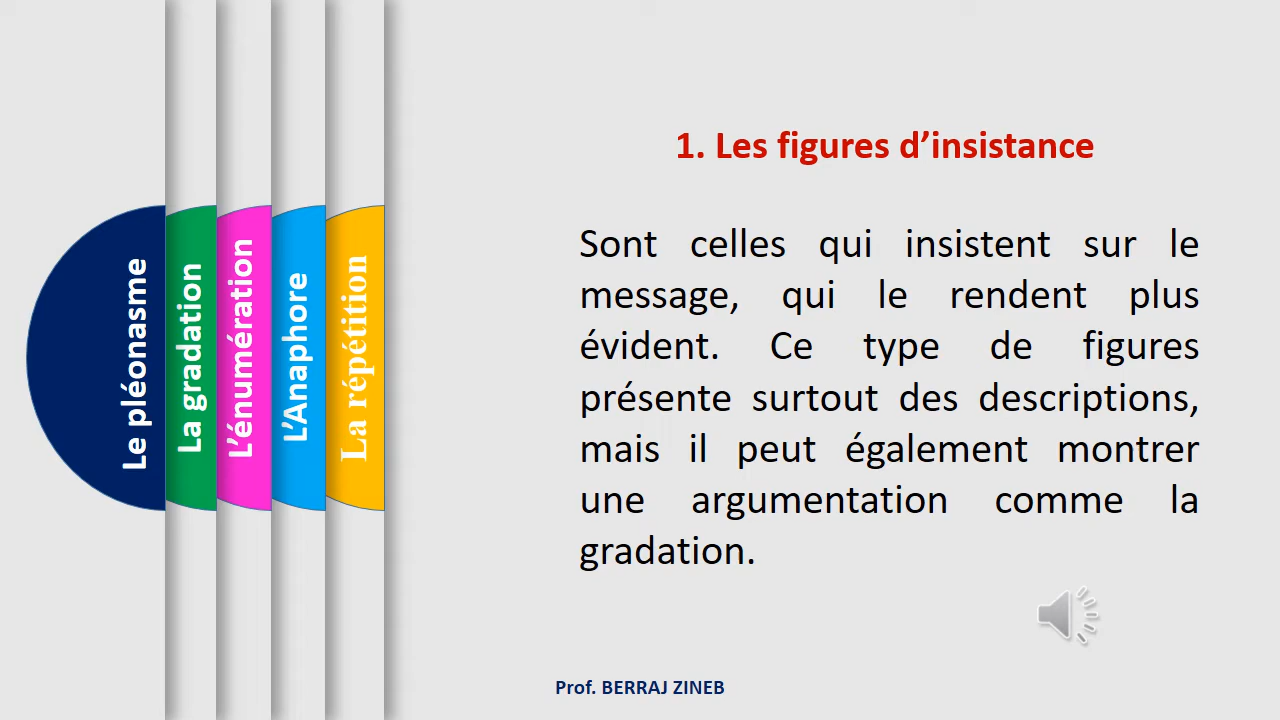 Le pléonasme
La gradation
L’énumération
L’Anaphore
La répétition
1. Les figures d’insistance
Sont celles qui insistent sur le
message, qui le rendent plus
évident. Ce type de figures
présente surtout des descriptions,
mais il peut également montrer
une argumentation comme la
gradation.
Prof. BERRAJ ZINEB